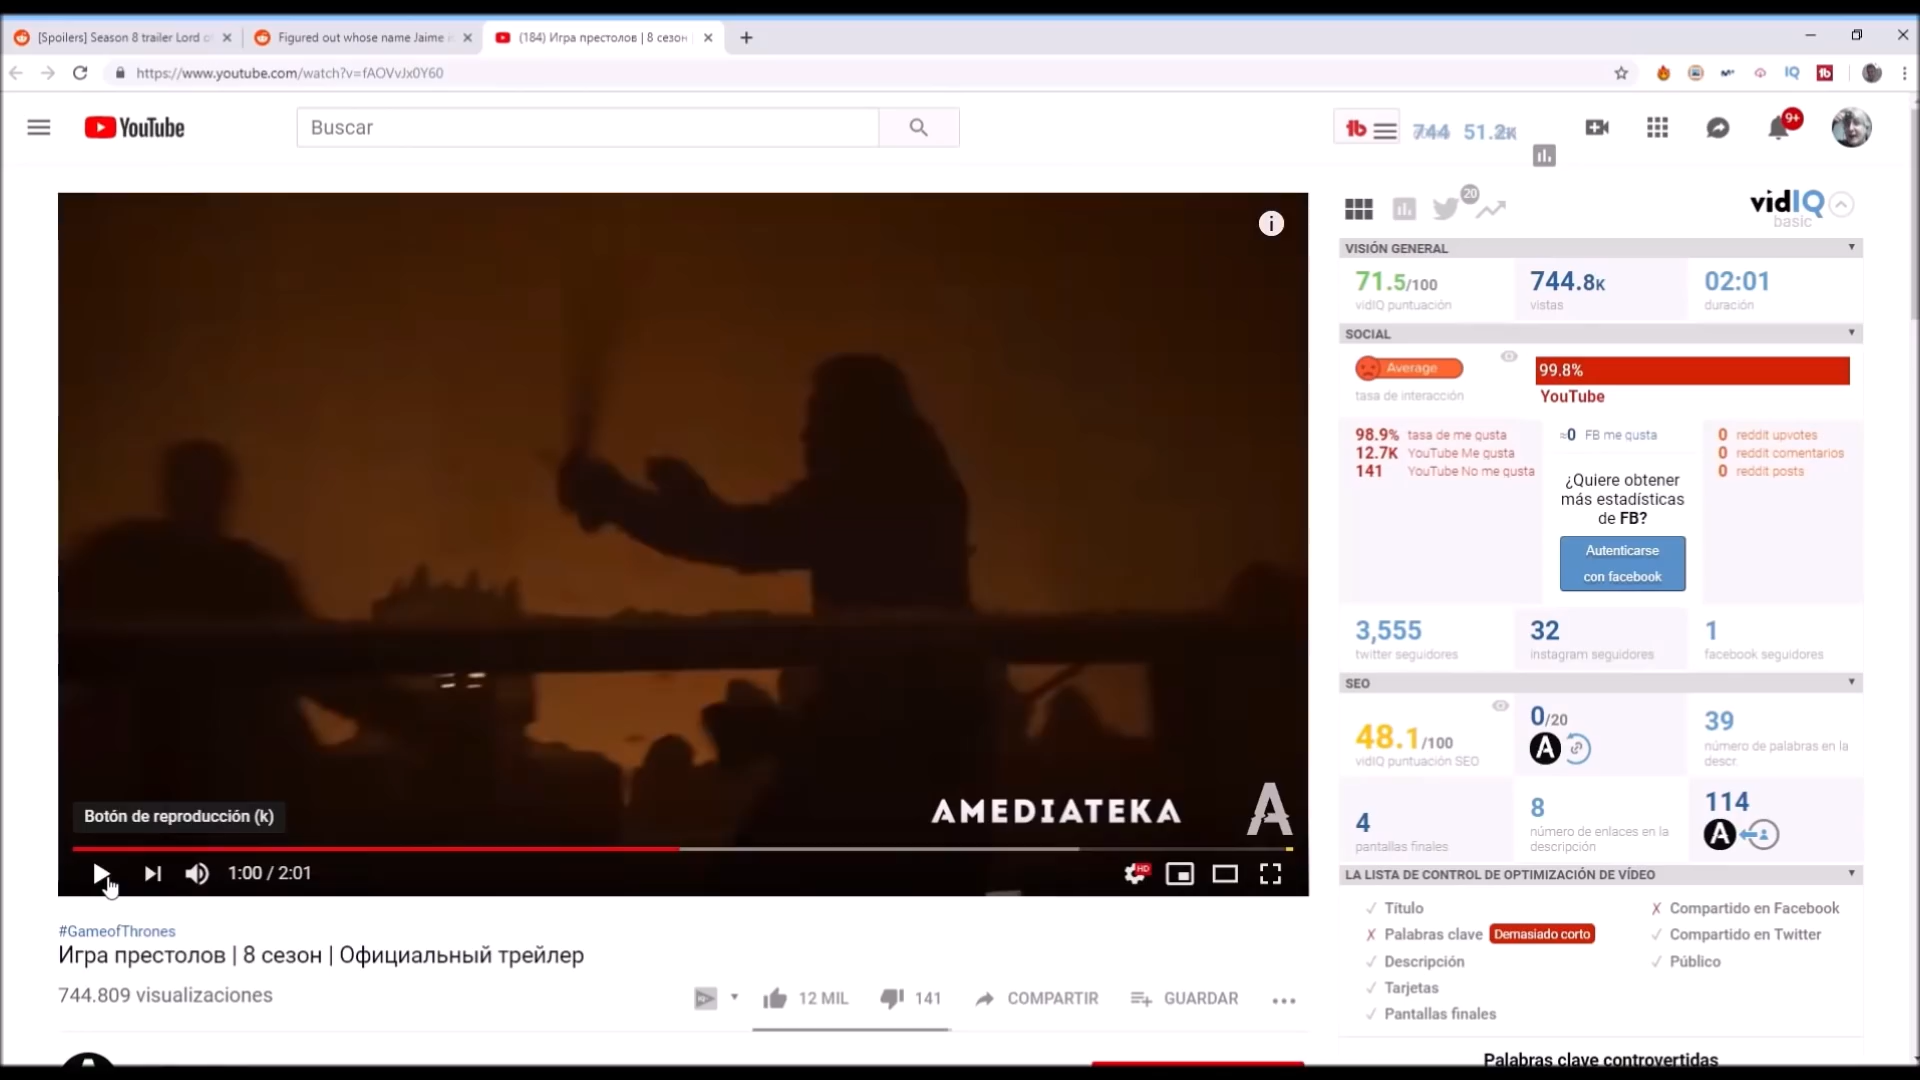 [Spoilers] Season 8 trailer Lord o
Figured out whose name Jaime i
(184) Игра престолов | 8 сезон
https://www.youtube.com/watch?v=fAOVvJx0Y60
YouTube
Buscar
744 51.2K
9+
20
vidIQ
basic
VISIÓN GENERAL
71.5/100
vidIQ puntuación
744.8K
vistas
02:01
duración
SOCIAL
Average
tasa de interacción
99.8%
YouTube
98.9% tasa de me gusta
12.7K YouTube Me gusta
141 YouTube No me gusta
≈0 FB me gusta
¿Quiere obtener
más estadísticas
de FB?
Autenticarse
con facebook
0 reddit upvotes
0 reddit comentarios
0 reddit posts
3,555
twitter seguidores
32
instagram seguidores
1
facebook seguidores
SEO
48.1/100
vidIQ puntuación SEO
0/20
39
número de palabras en la
descr.
4
pantallas finales
8
número de enlaces en la
descripción
114
LA LISTA DE CONTROL DE OPTIMIZACIÓN DE VÍDEO
Título
Palabras clave Demasiado corto
Descripción
Tarjetas
Pantallas finales
Compartido en Facebook
Compartido en Twitter
Público
Palabras clave controvertidas
AMEDIATEKA
Botón de reproducción (k)
1:00 / 2:01
HD
#GameofThrones
Игра престолов | 8 сезон | Официальный трейлер
744.809 visualizaciones
12 MIL
141
COMPARTIR
GUARDAR